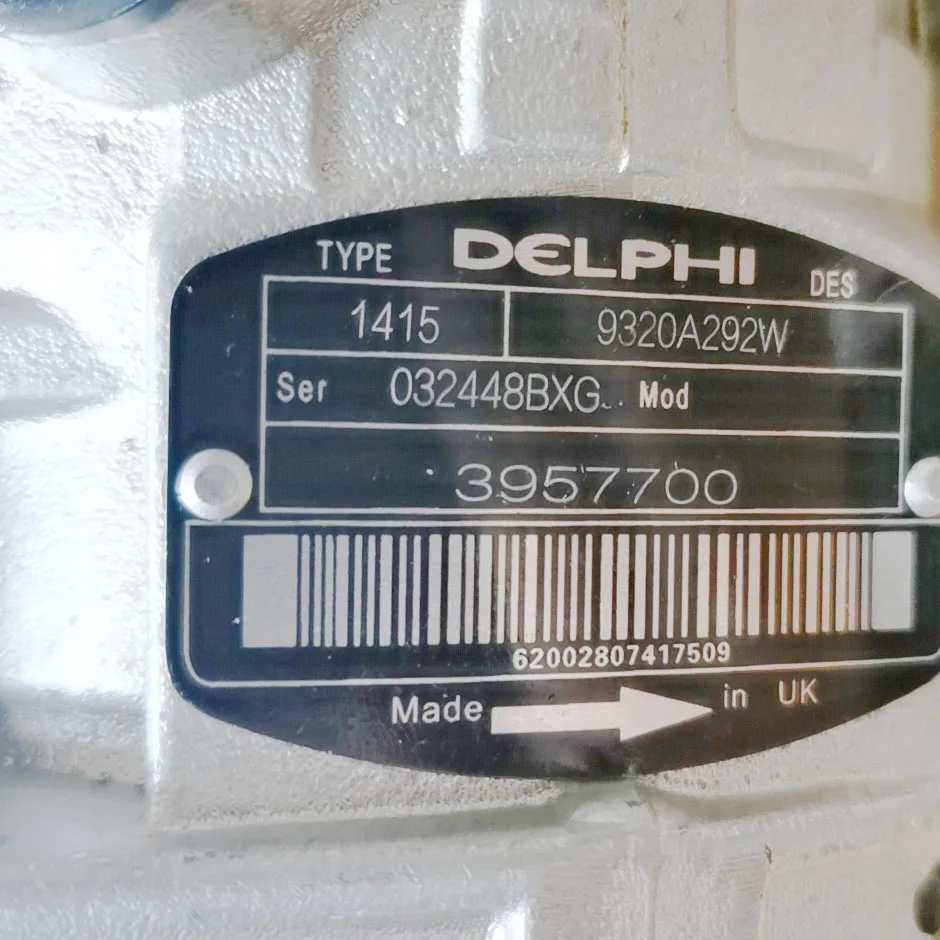 TYPE DELPHI DES
1415 9320A292W
Ser 032448BXG Mod
3957700
62002807417509
Made in UK